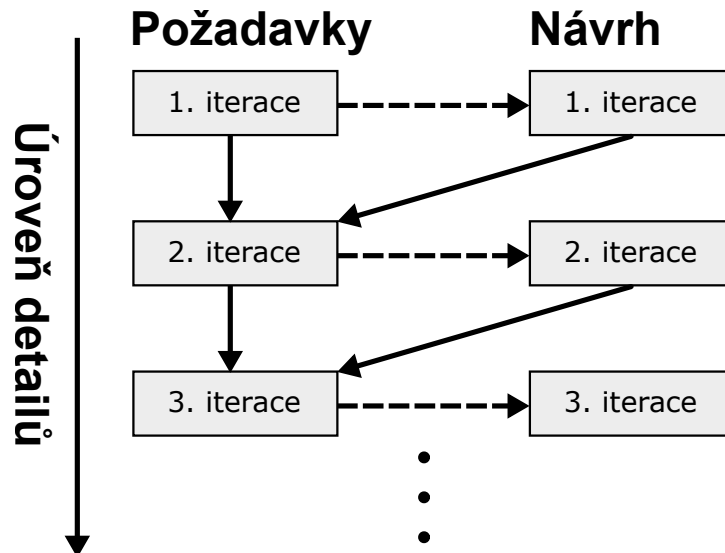 Požadavky
Návrh
1. iterace
1. iterace
Úroveň detailů
2. iterace
2. iterace
3. iterace
3. iterace